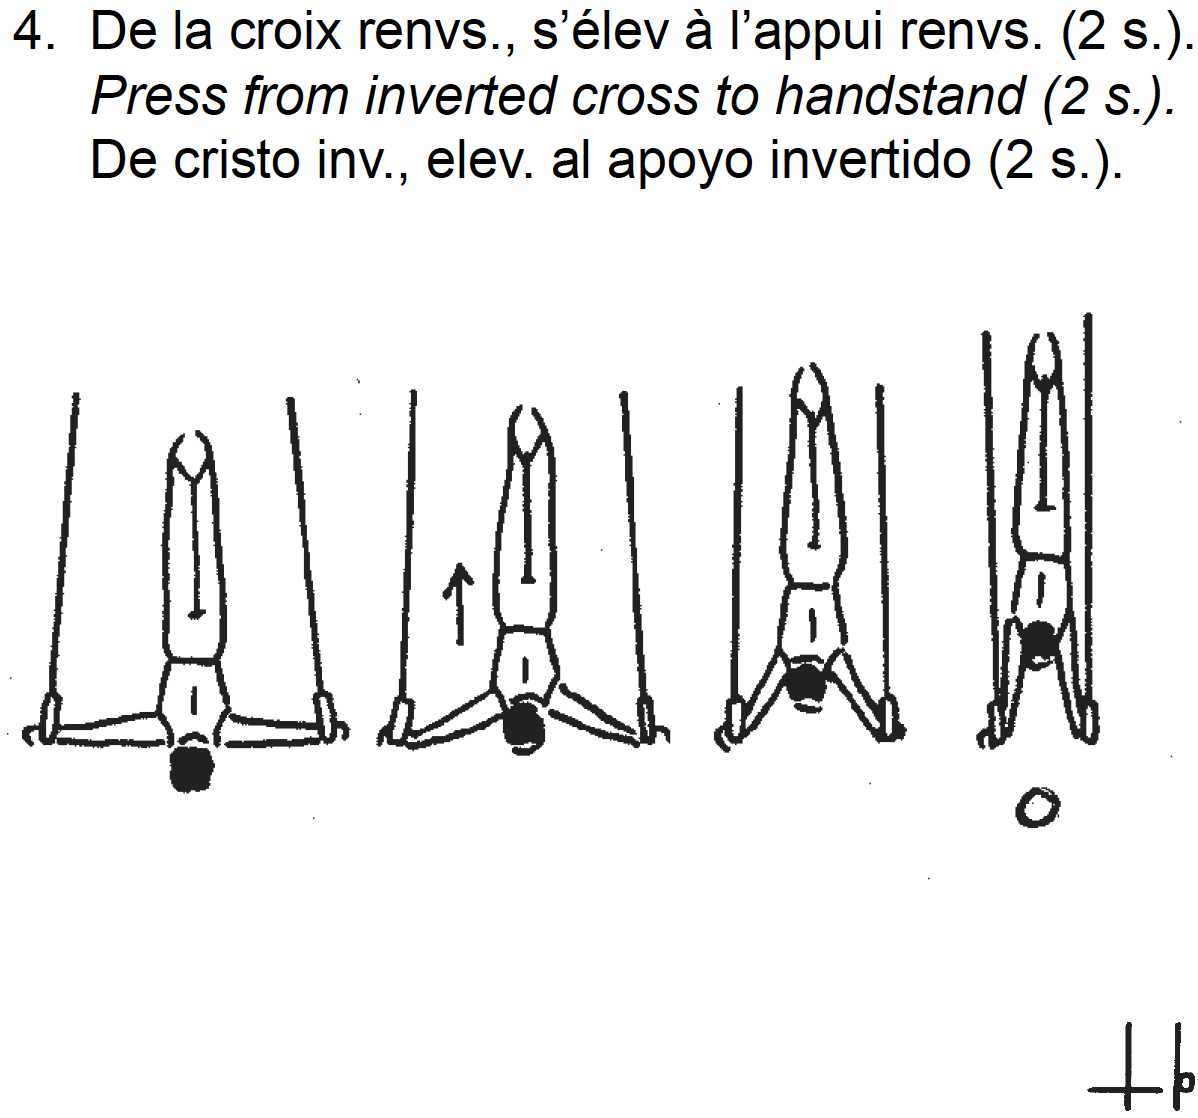 4. De la croix renvs., s’élev à l’appui renvs. (2 s.).
Press from inverted cross to handstand (2 s.).
De cristo inv., elev. al apoyo invertido (2 s.).